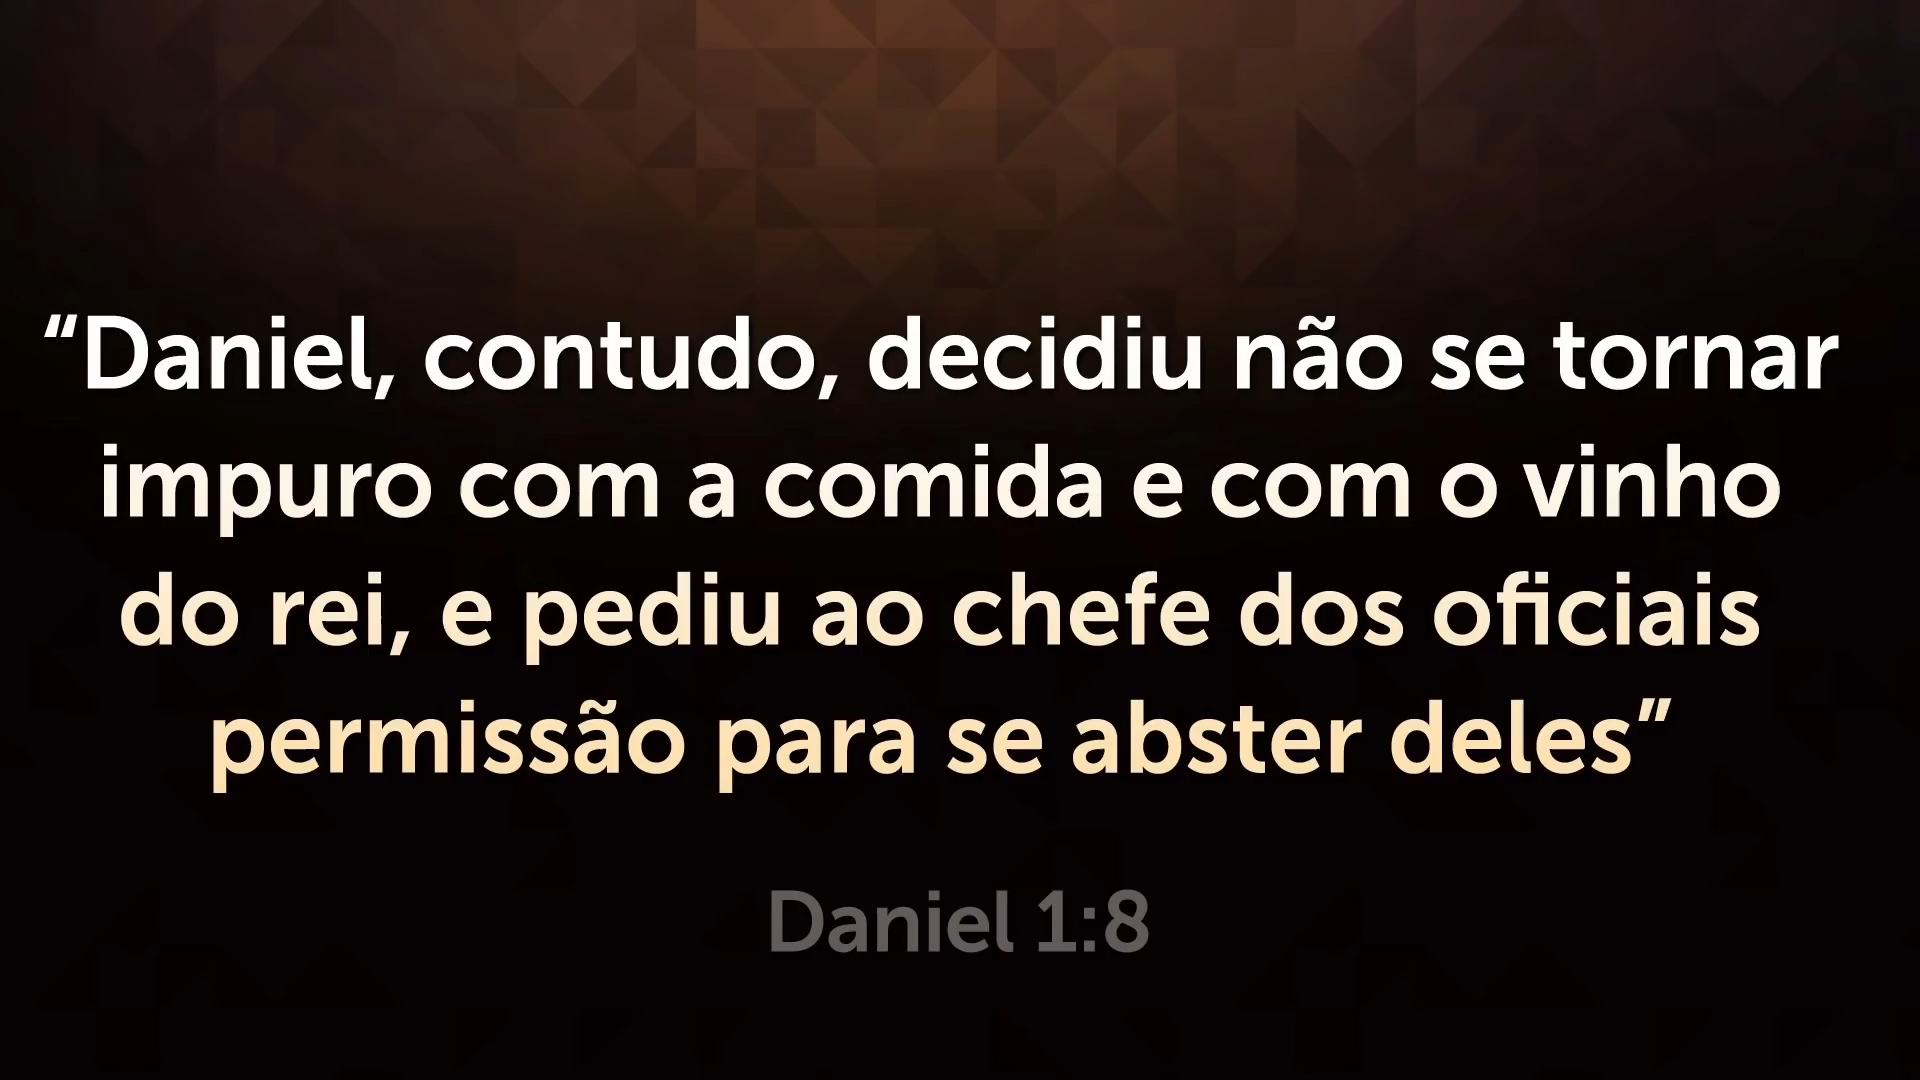 “Daniel, contudo, decidiu não se tornar
impuro com a comida e com o vinho
do rei, e pediu ao chefe dos oficiais
permissão para se abster deles”
Daniel 1:8